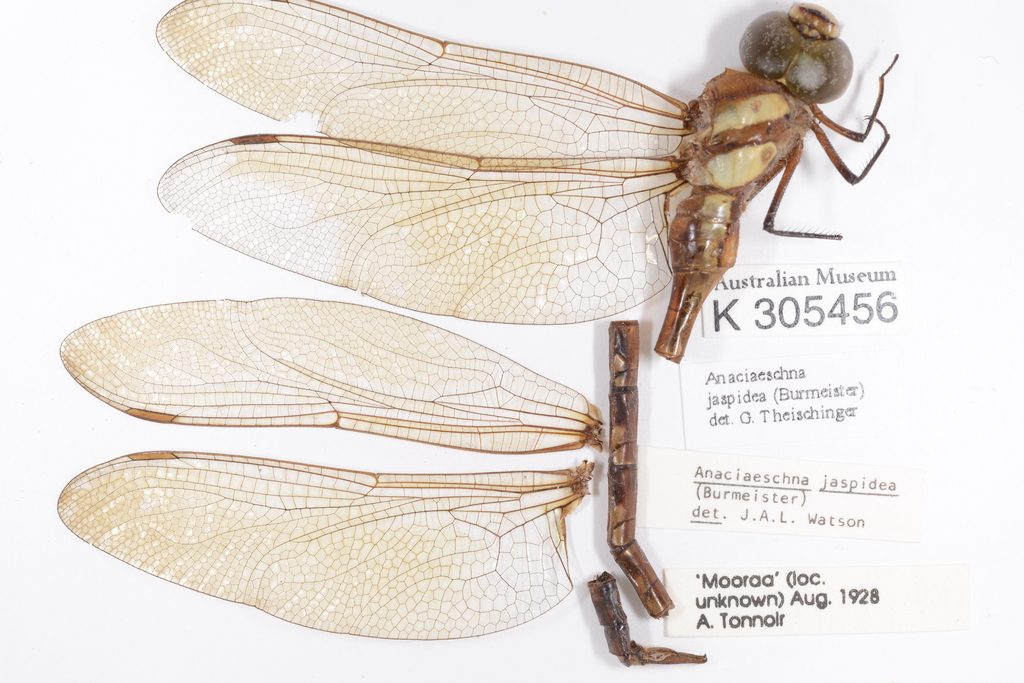 Australian Museum
K 305456
Anaciaeschna
jaspidea (Burmeister)
det. G. Theischinger
Anaciaeschna jaspidea
(Burmeister)
det. J.A.L. Watson
'Mooraa' (loc.
unknown) Aug. 1928
A. Tonnoir